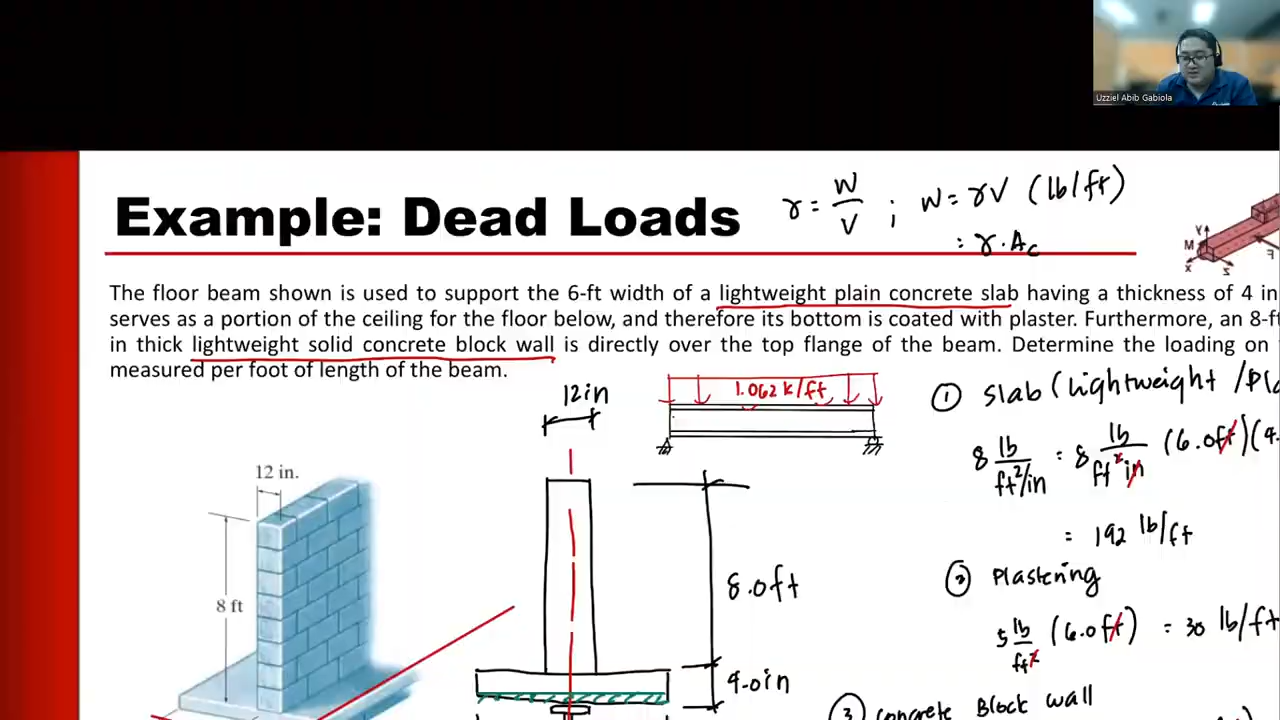 Uzziel Abib Gabiola
Example: Dead Loads
γ = W / V ; W = γV (lb/ft)
= γ·Ac
Y
M
X
Z
F
The floor beam shown is used to support the 6-ft width of a lightweight plain concrete slab having a thickness of 4 in
serves as a portion of the ceiling for the floor below, and therefore its bottom is coated with plaster. Furthermore, an 8-f
in thick lightweight solid concrete block wall is directly over the top flange of the beam. Determine the loading on
measured per foot of length of the beam.
12in
1.062 k/ft
① Slab (lightweight /Pla
8 lb / ft²/in = 8 lb / ft² in (6.0ft)(4.
= 192 lb/ft
12 in.
8 ft
8.0ft
4.0in
② Plastering
5 lb / ft² (6.0ft) = 30 lb/ft
③ concrete Block wall